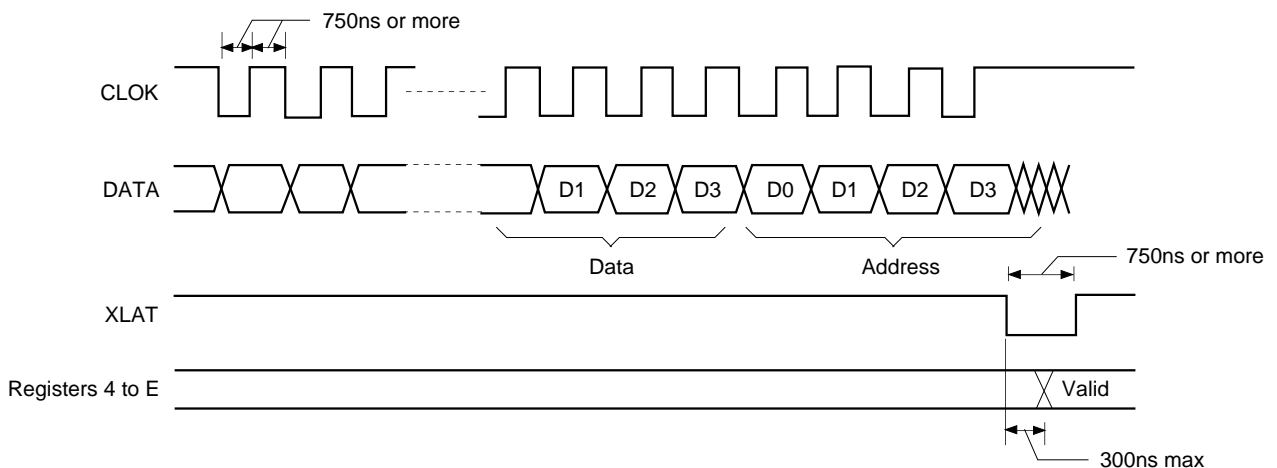 750ns or more
CLOK
DATA
D1 D2 D3 D0 D1 D2 D3
Data Address
750ns or more
XLAT
Registers 4 to E
Valid
300ns max